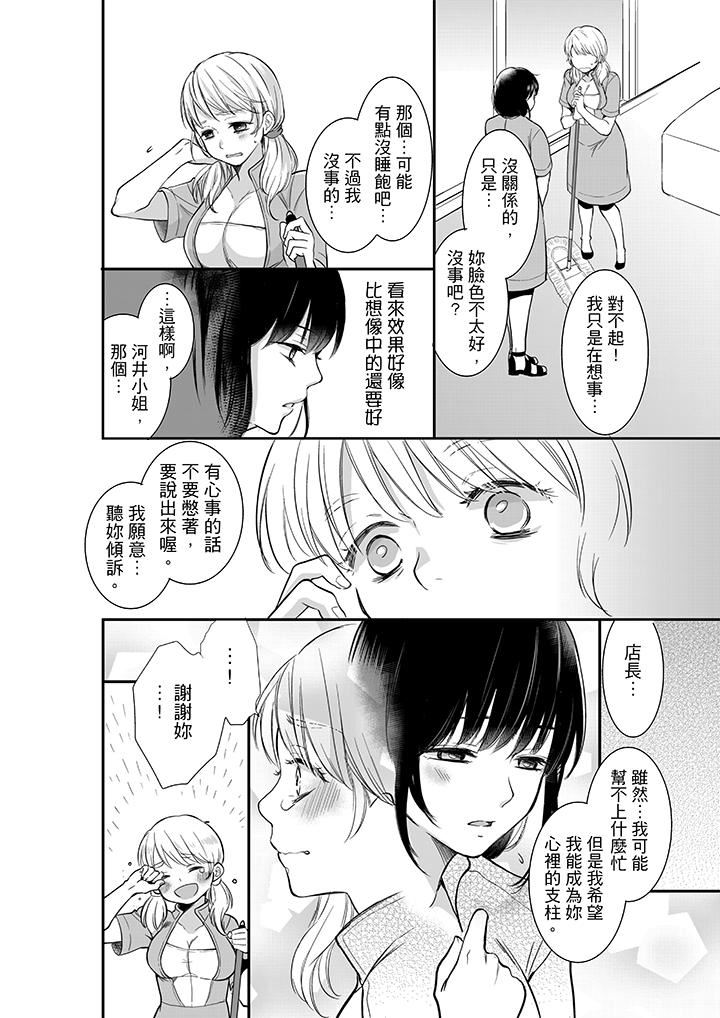 對不起！
我只是在想事…
沒關係的，
只是…
妳臉色不太好，
沒事吧？
那個…可能
有點沒睡飽吧…
不過我
沒事的…
看來效果好像
比想像中的還要好
…這樣啊，
河井小姐，
那個…
有心事的話
不要憋著，
要說出來喔。
我願意…
聽妳傾訴。
店長…
雖然…我可能
幫不上什麼忙
但是我希望
我能成為妳
心裡的支柱。
…！
謝謝妳
…！